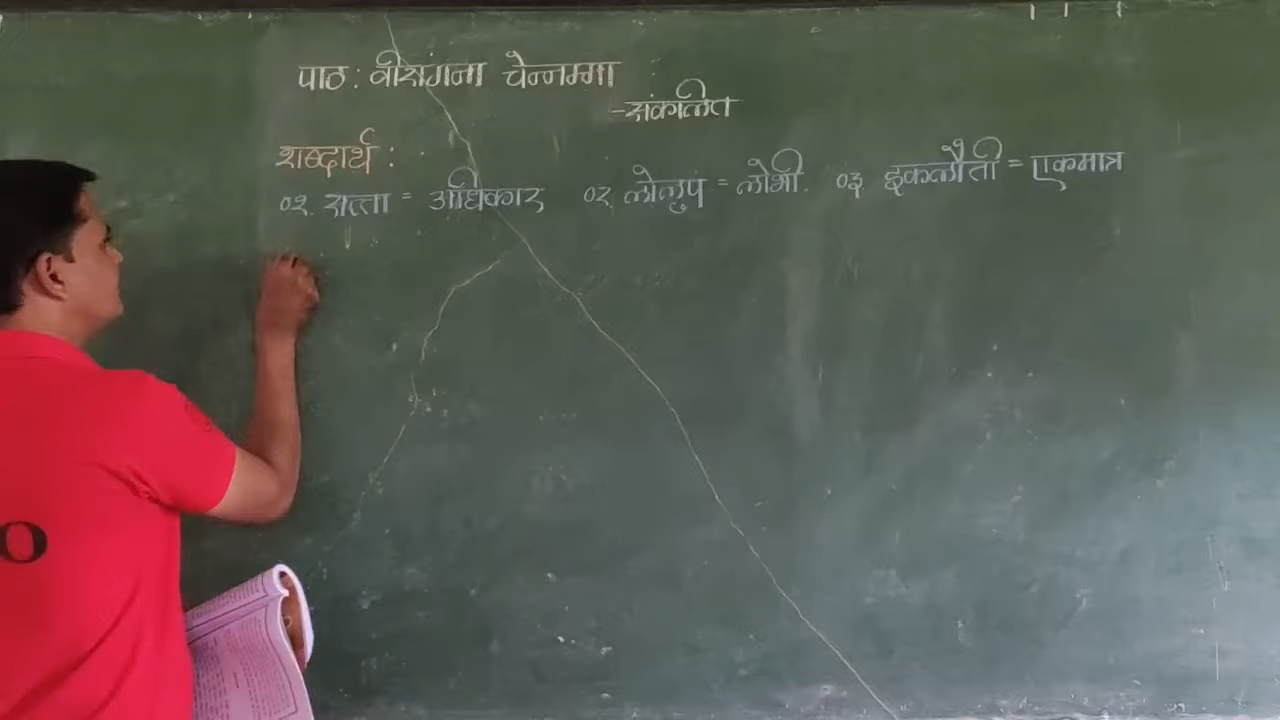 पाठ : वीरांगना चेन्नम्मा
-संकलित
शब्दार्थ :
०१. सत्ता = अधिकार ०२. लोलुप = लोभी. ०३. इकलौती = एकमात्र
O